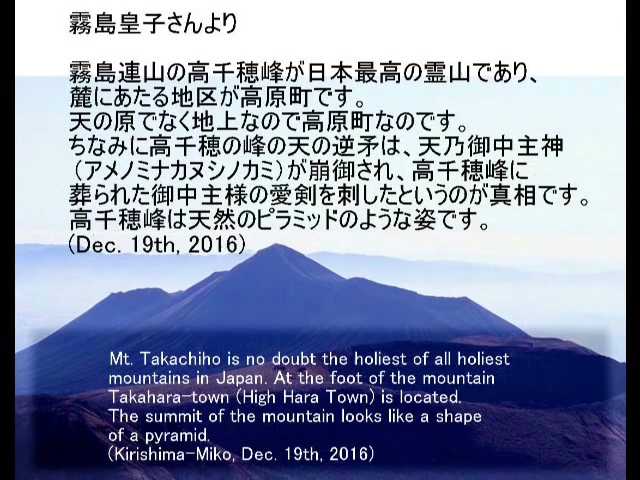 霧島皇子さんより
霧島連山の高千穂峰が日本最高の霊山であり、
麓にあたる地区が高原町です。
天の原でなく地上なので高原町なのです。
ちなみに高千穂の峰の天の逆矛は、天乃御中主神
（アメノミナカヌシノカミ）が崩御され、高千穂峰に
葬られた御中主様の愛剣を刺したというのが真相です。
高千穂峰は天然のピラミッドのような姿です。
(Dec. 19th, 2016)
Mt. Takachiho is no doubt the holiest of all holiest
mountains in Japan. At the foot of the mountain
Takahara-town (High Hara Town) is located.
The summit of the mountain looks like a shape
of a pyramid.
(Kirishima-Miko, Dec. 19th, 2016)